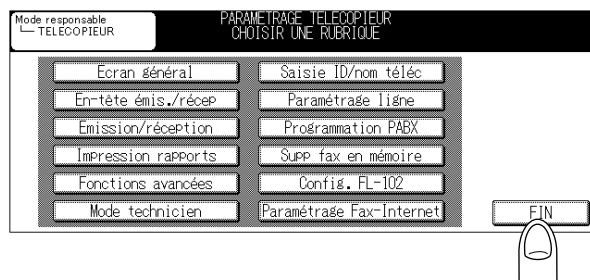 Mode responsable
TELECOPIEUR
PARAMETRAGE TELECOPIEUR
CHOISIR UNE RUBRIQUE
Ecran général
Saisie ID/nom téléc
En-tête émis./récep
Paramétrage ligne
Emission/réception
Programmation PABX
Impression rapports
Supp fax en mémoire
Fonctions avancées
Config. FL-102
Mode technicien
Paramétrage Fax-Internet
FIN